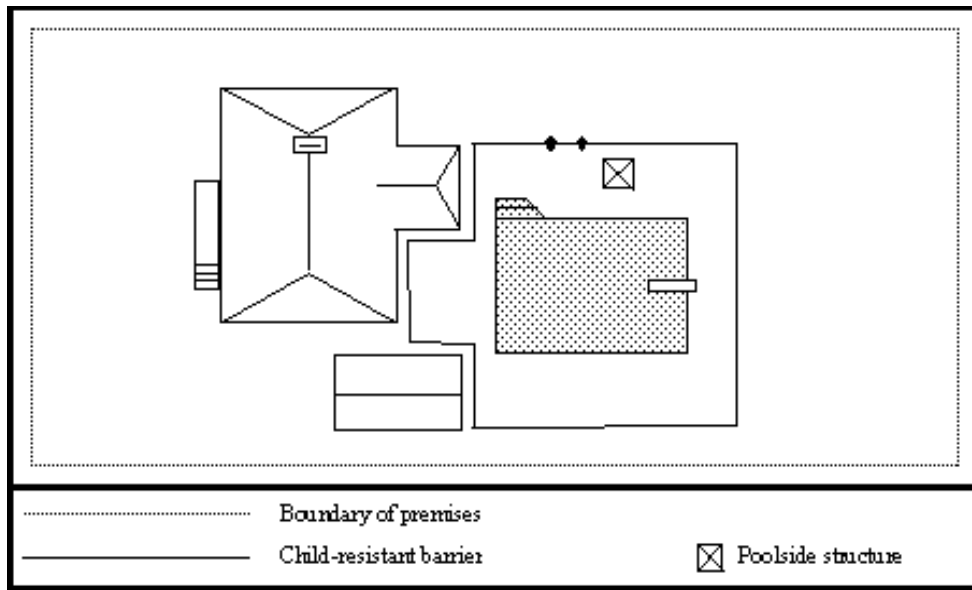 Boundary of premises
Child-resistant barrier
Poolside structure